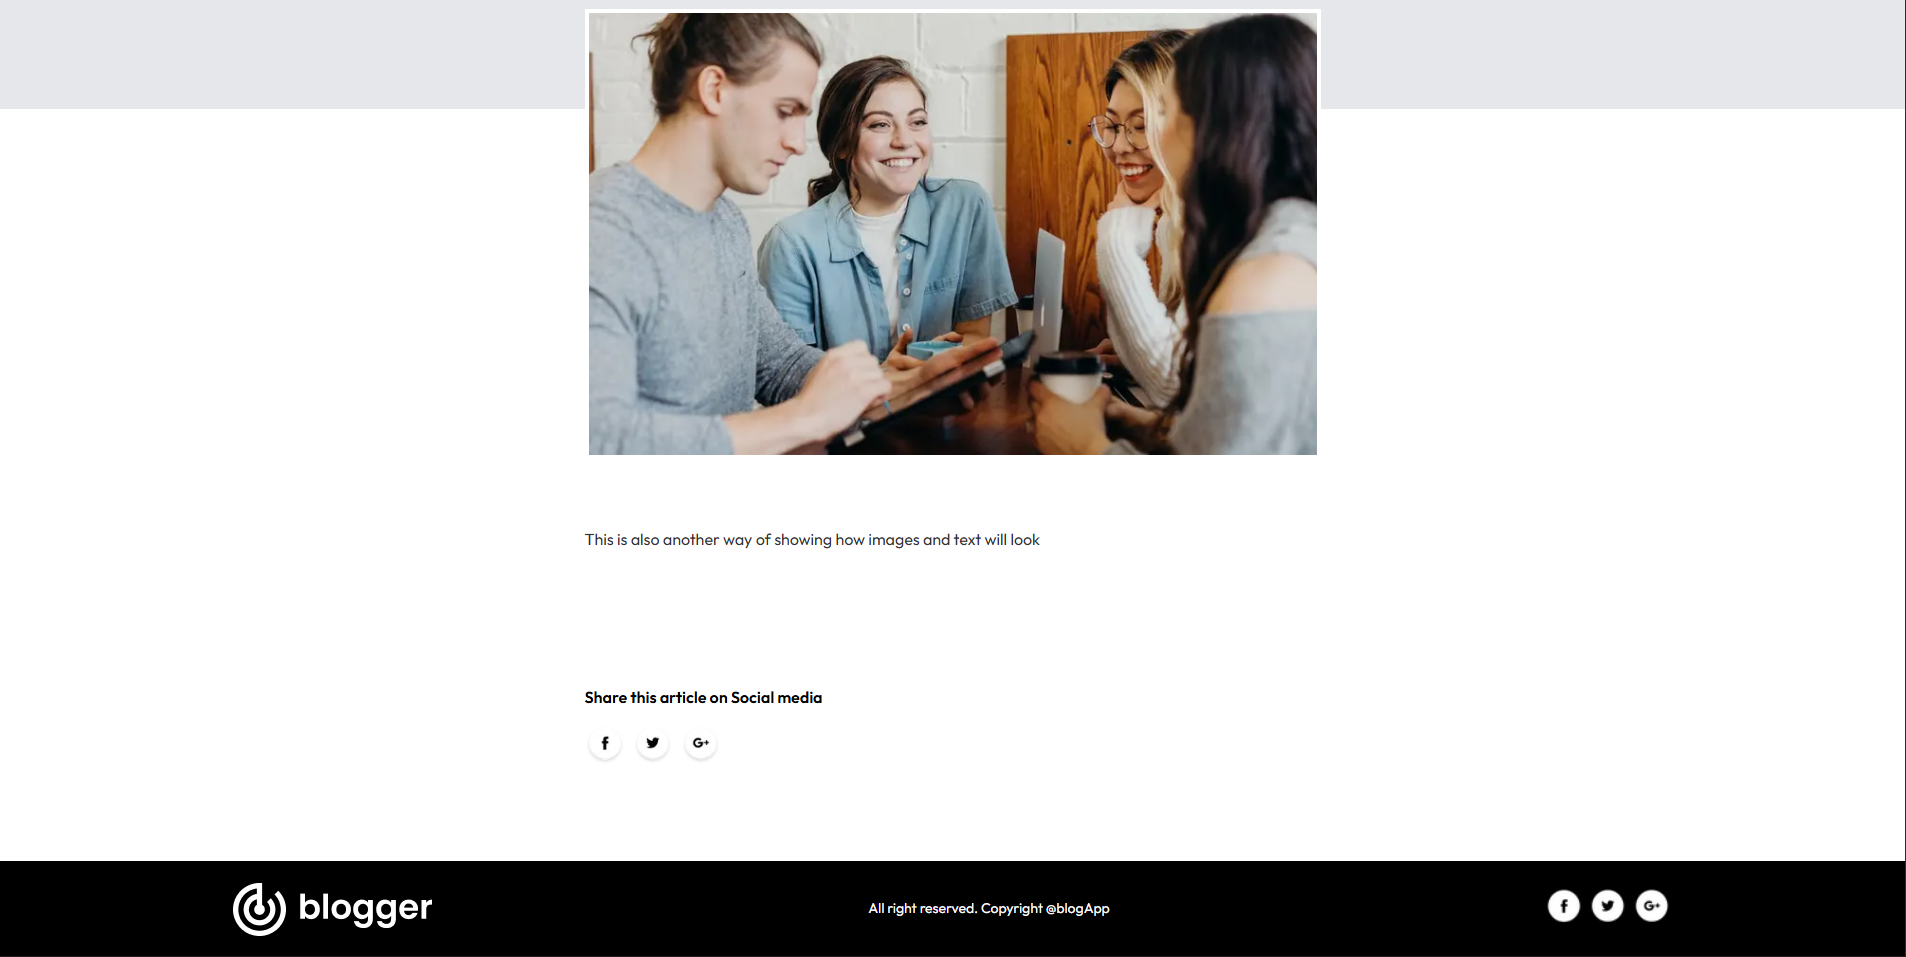 This is also another way of showing how images and text will look
Share this article on Social media
f
G+
blogger
All right reserved. Copyright @blogApp
f
G+